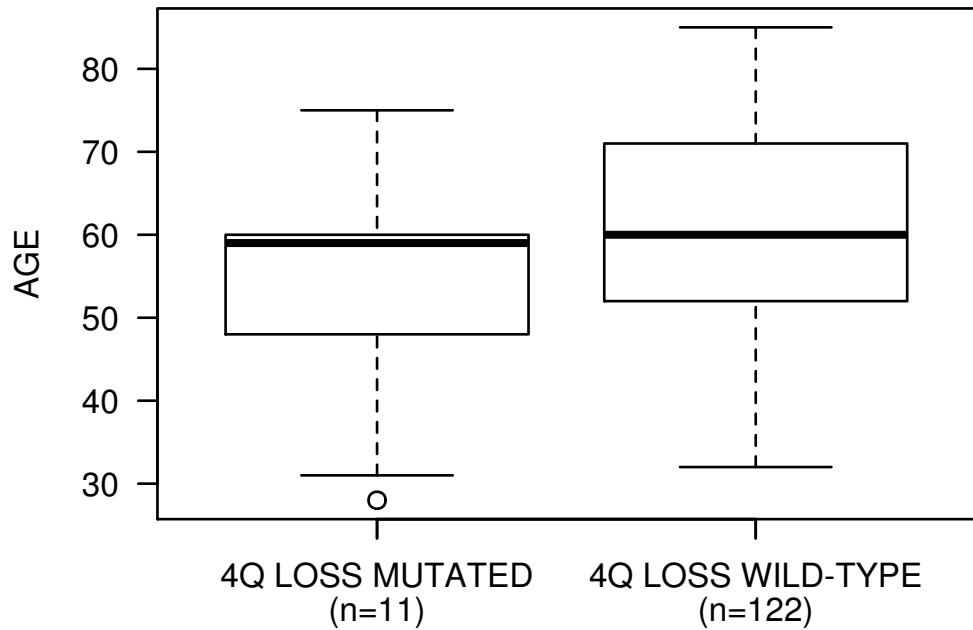 AGE
80
70
60
50
40
30
4Q LOSS MUTATED
(n=11)
4Q LOSS WILD-TYPE
(n=122)